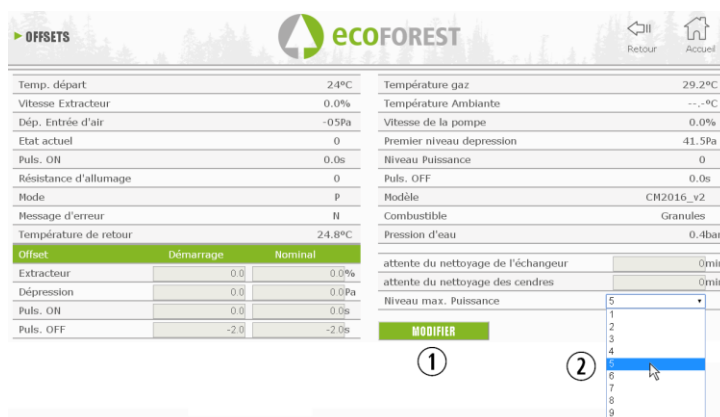 ► OFFSETS
ecoFOREST
Retour
Accueil
Temp. départ 24ºC
Vitesse Extracteur 0.0%
Dép. Entrée d'air -05Pa
Etat actuel 0
Puls. ON 0.0s
Résistance d'allumage 0
Mode P
Message d'erreur N
Température de retour 24.8ºC
Température gaz 29.2ºC
Température Ambiante --.-ºC
Vitesse de la pompe 0.0%
Premier niveau depression 41.5Pa
Niveau Puissance 0
Puls. OFF 0.0s
Modèle CM2016_v2
Combustible Granules
Pression d'eau 0.4bar
Offset Démarrage Nominal
Extracteur 0.0 0.0%
Dépression 0.0 0.0Pa
Puls. ON 0.0 0.0s
Puls. OFF -2.0 -2.0s
attente du nettoyage de l'échangeur 0min
attente du nettoyage des cendres 0min
Niveau max. Puissance 5
1
2
3
4
5
6
7
8
9
MODIFIER
1
2